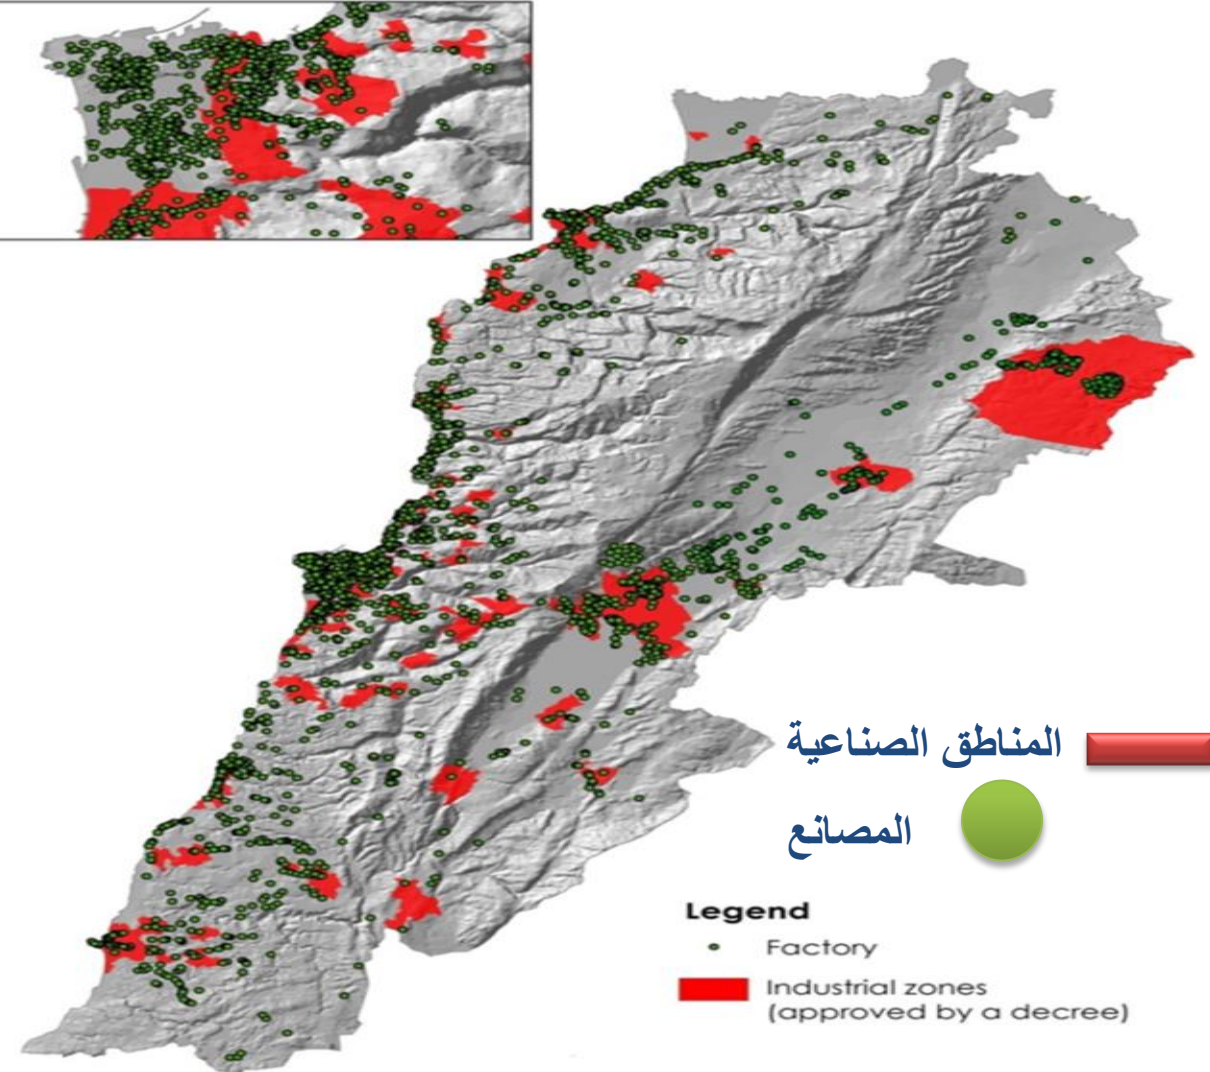 المناطق الصناعية
المصانع
Legend
Factory
Industrial zones
(approved by a decree)